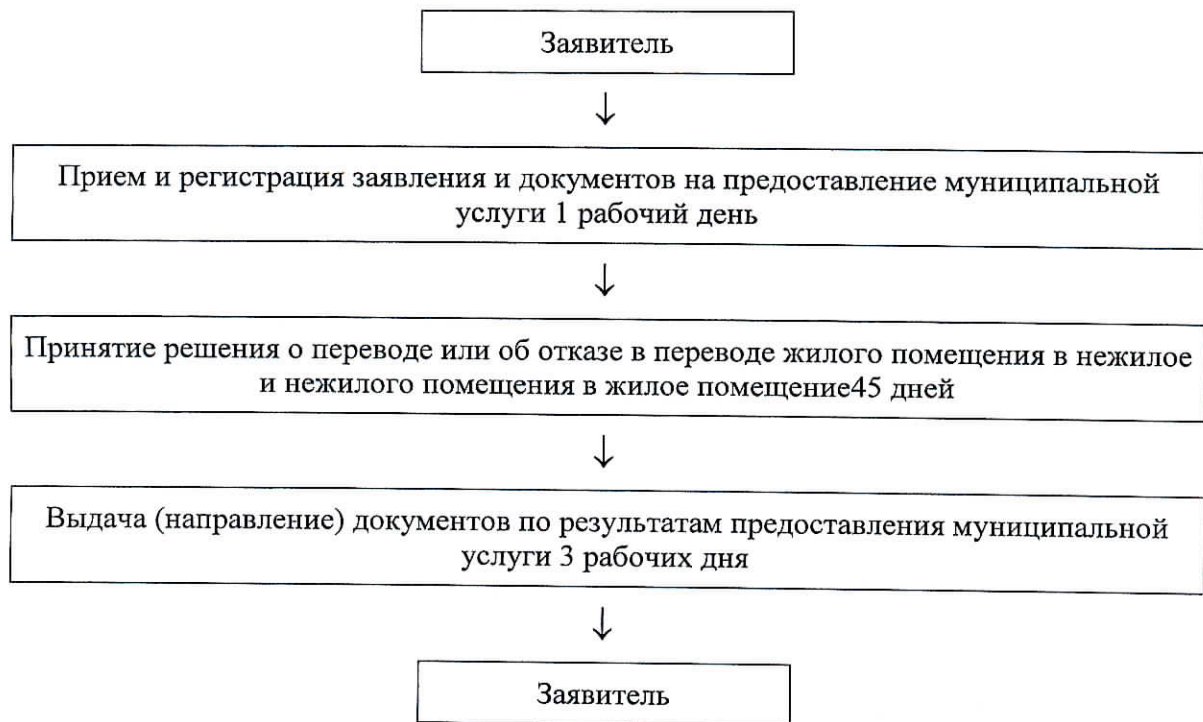 Заявитель
↓
Прием и регистрация заявления и документов на предоставление муниципальной
услуги 1 рабочий день
↓
Принятие решения о переводе или об отказе в переводе жилого помещения в нежилое
и нежилого помещения в жилое помещение45 дней
↓
Выдача (направление) документов по результатам предоставления муниципальной
услуги 3 рабочих дня
↓
Заявитель